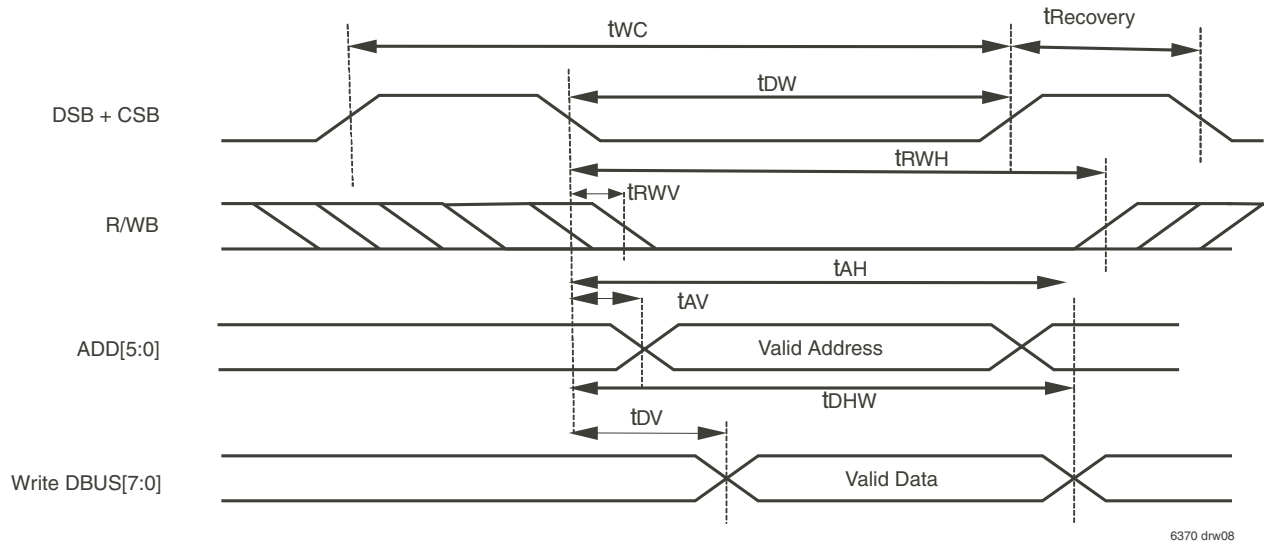 tWC
tRecovery
tDW
DSB + CSB
tRWH
tRWV
R/WB
tAH
tAV
ADD[5:0]
Valid Address
tDHW
tDV
Write DBUS[7:0]
Valid Data
6370 drw08